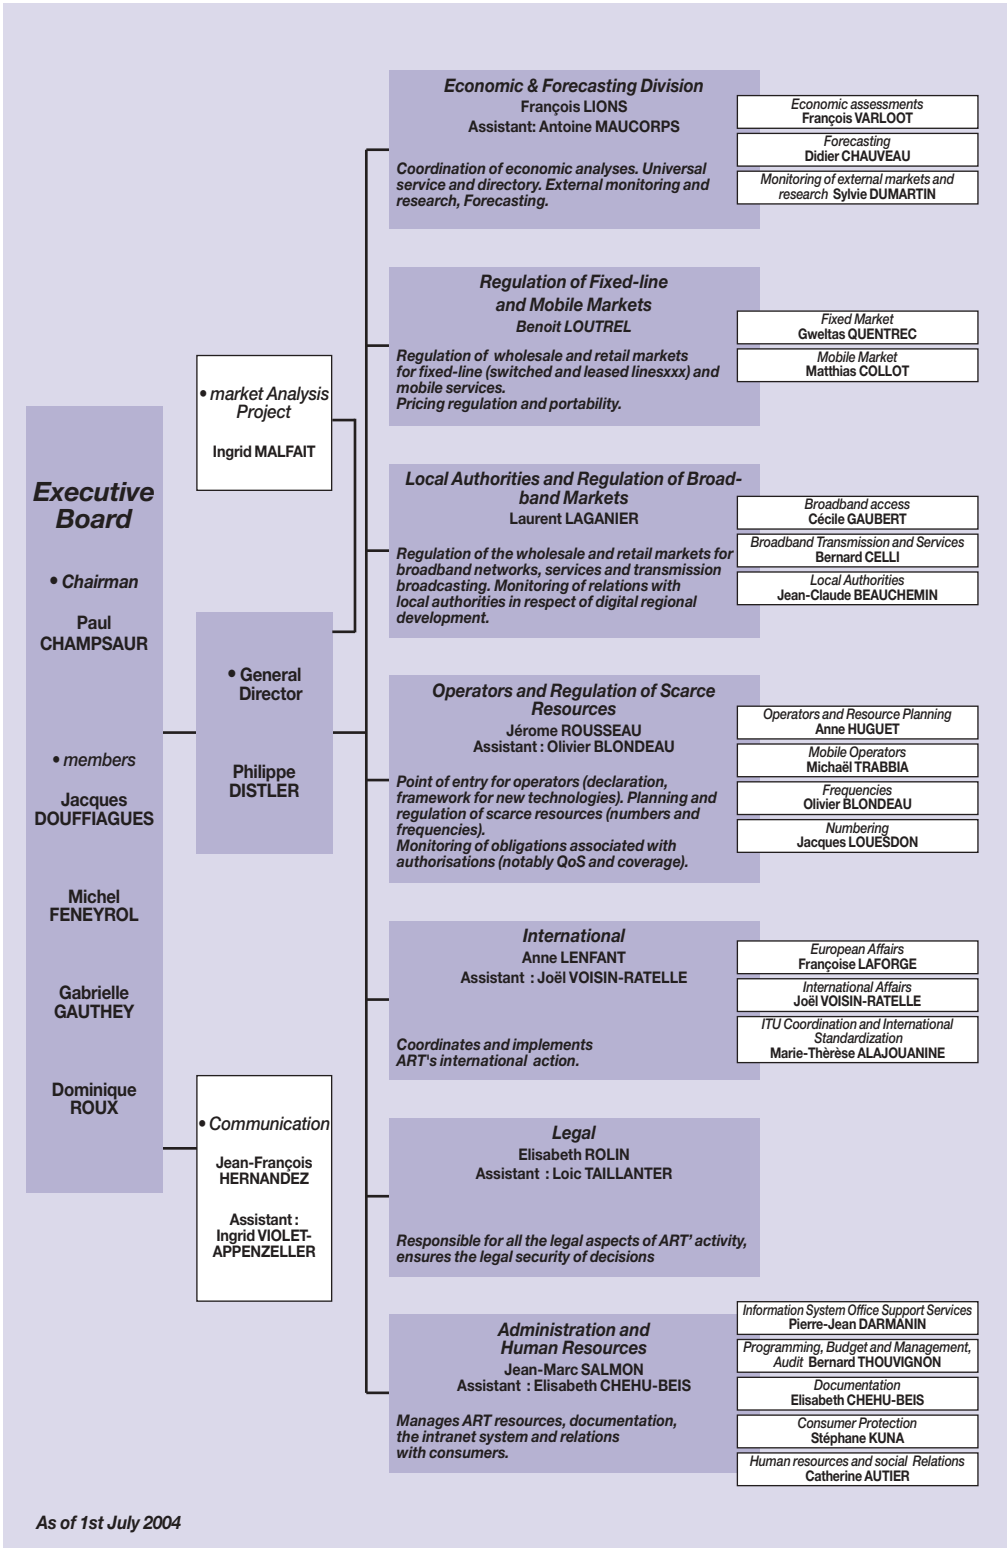 Executive
Board
• Chairman
Paul
CHAMPSAUR
• members
Jacques
DOUFFIAGUES
Michel
FENEYROL
Gabrielle
GAUTHEY
Dominique
ROUX
• market Analysis
Project
Ingrid MALFAIT
• General
Director
Philippe
DISTLER
• Communication
Jean-François
HERNANDEZ
Assistant :
Ingrid VIOLET-
APPENZELLER
Economic & Forecasting Division
François LIONS
Assistant: Antoine MAUCORPS
Coordination of economic analyses. Universal
service and directory. External monitoring and
research, Forecasting.
Economic assessments
François VARLOOT
Forecasting
Didier CHAUVEAU
Monitoring of external markets and
research Sylvie DUMARTIN
Regulation of Fixed-line
and Mobile Markets
Benoit LOUTREL
Regulation of wholesale and retail markets
for fixed-line (switched and leased linesxxx) and
mobile services.
Pricing regulation and portability.
Fixed Market
Gweltas QUENTREC
Mobile Market
Matthias COLLOT
Local Authorities and Regulation of Broad-
band Markets
Laurent LAGANIER
Regulation of the wholesale and retail markets for
broadband networks, services and transmission
broadcasting. Monitoring of relations with
local authorities in respect of digital regional
development.
Broadband access
Cécile GAUBERT
Broadband Transmission and Services
Bernard CELLI
Local Authorities
Jean-Claude BEAUCHEMIN
Operators and Regulation of Scarce
Resources
Jérome ROUSSEAU
Assistant : Olivier BLONDEAU
Point of entry for operators (declaration,
framework for new technologies). Planning and
regulation of scarce resources (numbers and
frequencies).
Monitoring of obligations associated with
authorisations (notably QoS and coverage).
Operators and Resource Planning
Anne HUGUET
Mobile Operators
Michaël TRABBIA
Frequencies
Olivier BLONDEAU
Numbering
Jacques LOUESDON
International
Anne LENFANT
Assistant : Joël VOISIN-RATELLE
Coordinates and implements
ART's international action.
European Affairs
Françoise LAFORGE
International Affairs
Joël VOISIN-RATELLE
ITU Coordination and International
Standardization
Marie-Thèrèse ALAJOUANINE
Legal
Elisabeth ROLIN
Assistant : Loic TAILLANTER
Responsible for all the legal aspects of ART' activity,
ensures the legal security of decisions
Administration and
Human Resources
Jean-Marc SALMON
Assistant : Elisabeth CHEHU-BEIS
Manages ART resources, documentation,
the intranet system and relations
with consumers.
Information System Office Support Services
Pierre-Jean DARMANIN
Programming, Budget and Management,
Audit Bernard THOUVIGNON
Documentation
Elisabeth CHEHU-BEIS
Consumer Protection
Stéphane KUNA
Human resources and social Relations
Catherine AUTIER
As of 1st July 2004